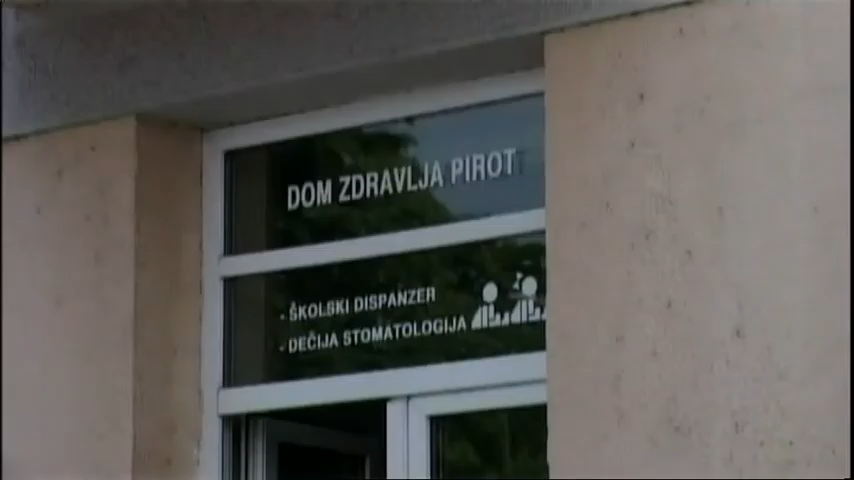 DOM ZDRAVLJA PIROT
- ŠKOLSKI DISPANZER
- DEČIJA STOMATOLOGIJA